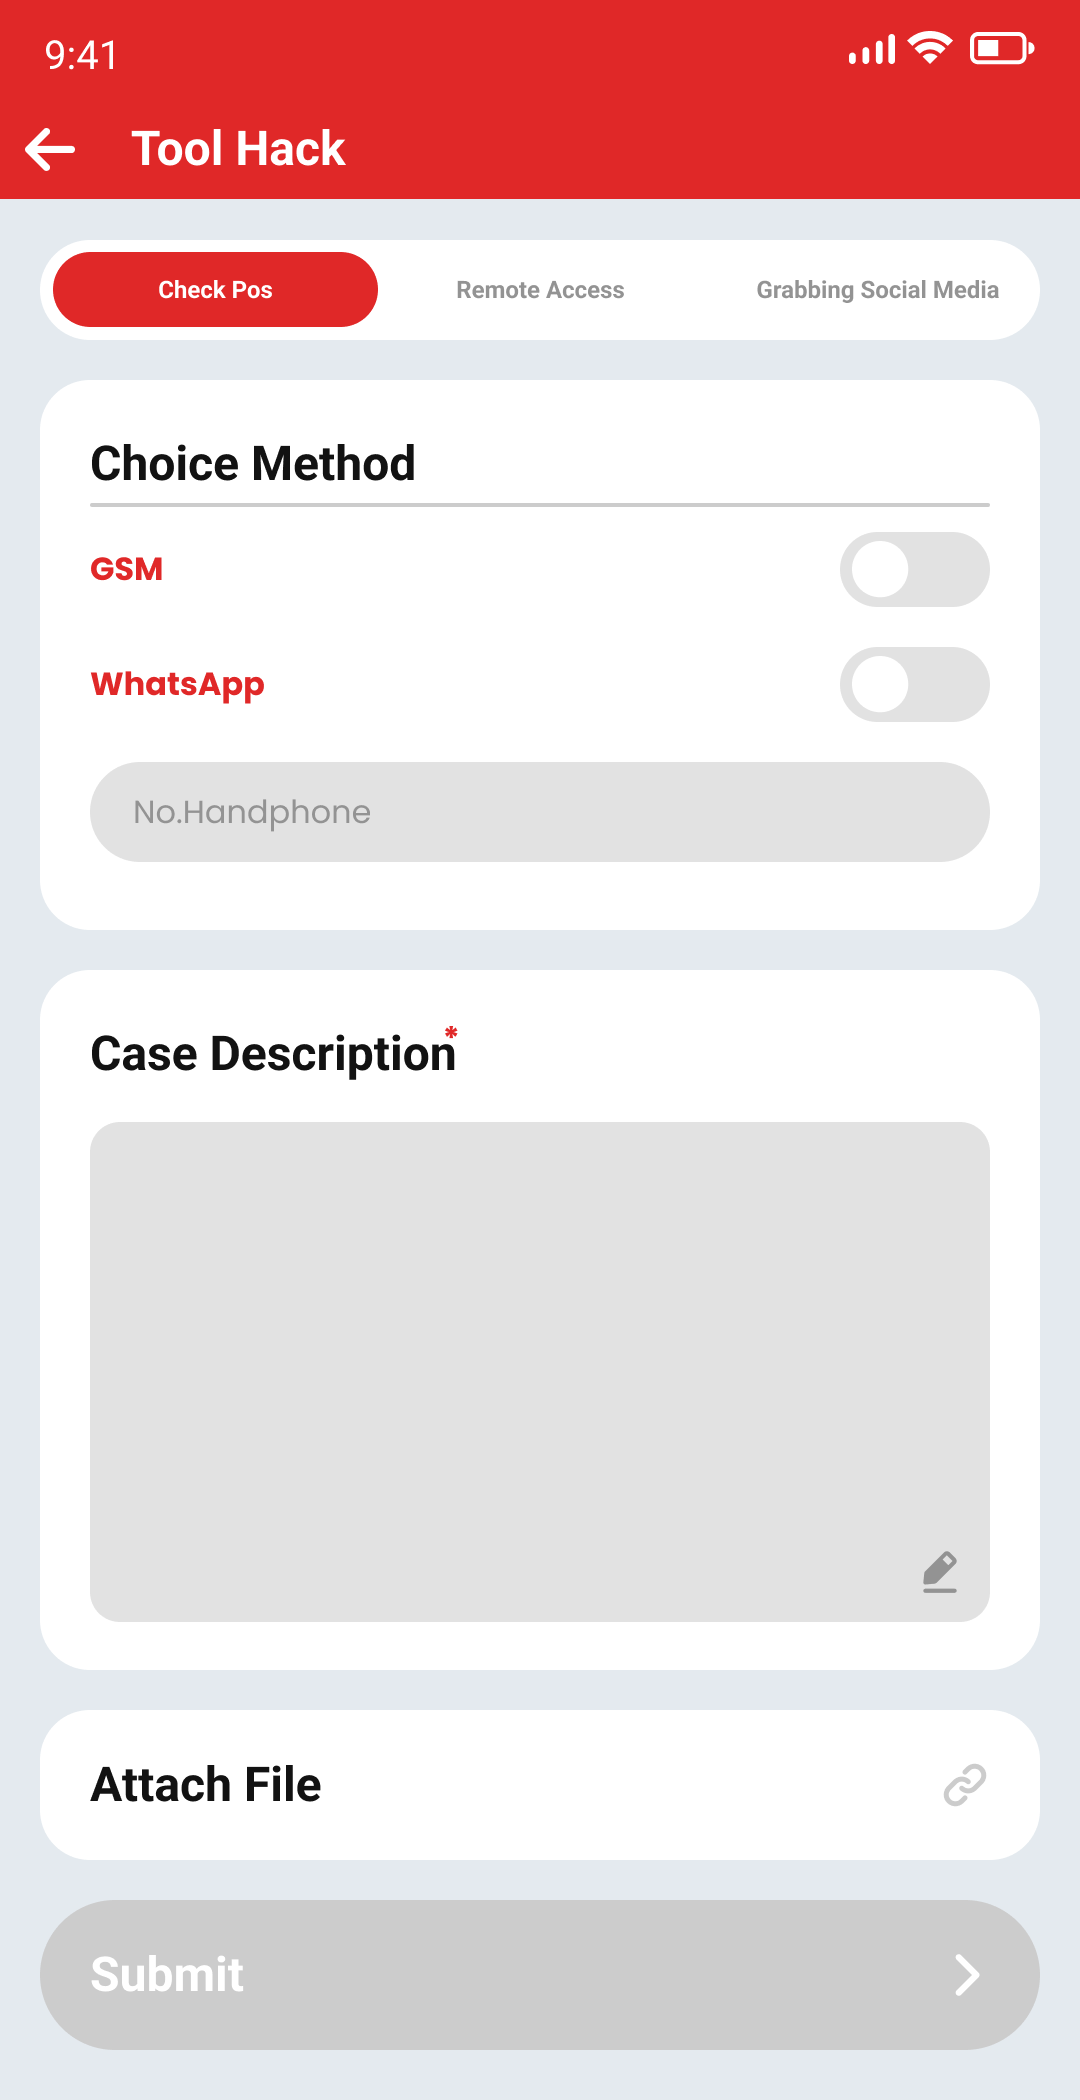 9:41
Tool Hack
Check Pos
Remote Access
Grabbing Social Media
Choice Method
GSM
WhatsApp
No.Handphone
Case Description*
Attach File
Submit